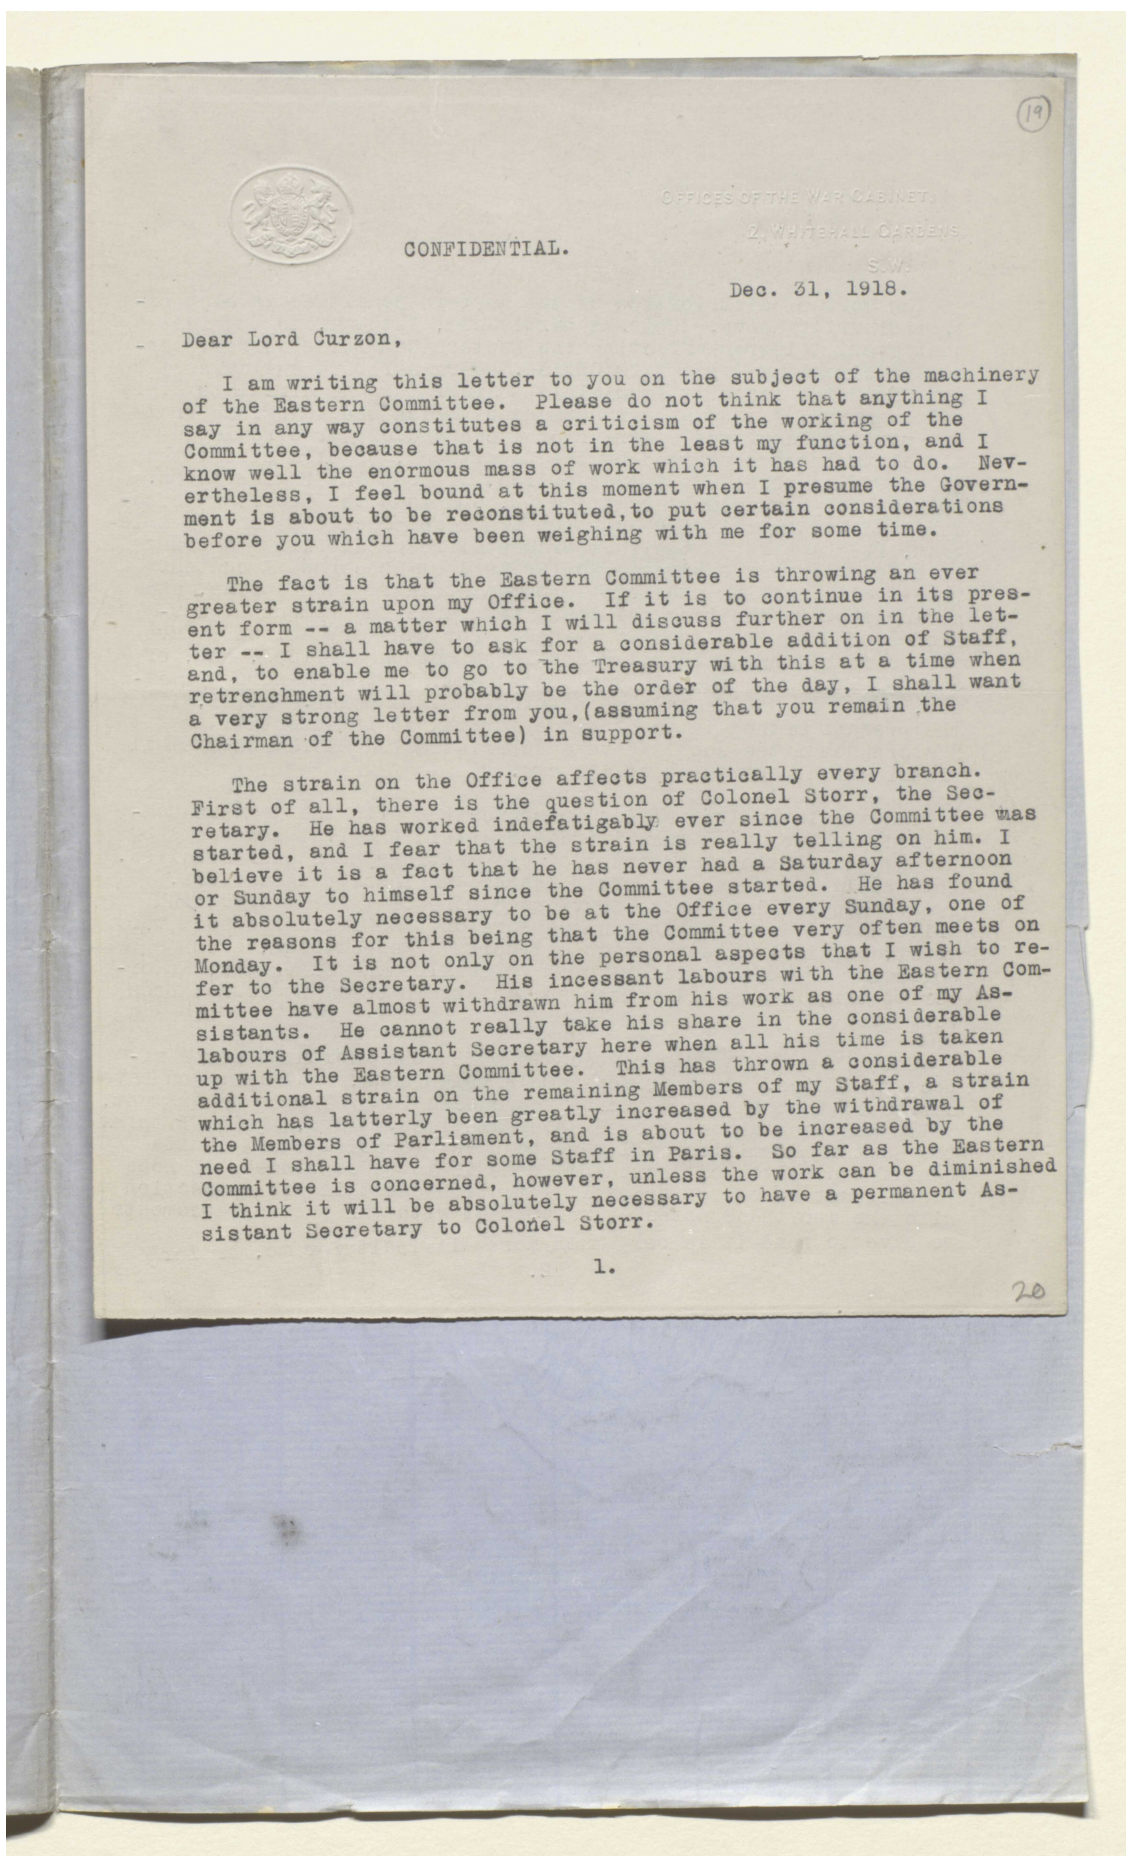 19
OFFICES OF THE WAR CABINET,
2, WHITEHALL GARDENS
S.W.
CONFIDENTIAL.
Dec. 31, 1918.
Dear Lord Curzon,
I am writing this letter to you on the subject of the machinery
of the Eastern Committee. Please do not think that anything I
say in any way constitutes a criticism of the working of the
Committee, because that is not in the least my function, and I
know well the enormous mass of work which it has had to do. Nev-
ertheless, I feel bound at this moment when I presume the Govern-
ment is about to be reconstituted,to put certain considerations
before you which have been weighing with me for some time.
The fact is that the Eastern Committee is throwing an ever
greater strain upon my Office. If it is to continue in its pres-
ent form -- a matter which I will discuss further on in the let-
ter -- I shall have to ask for a considerable addition of Staff,
and, to enable me to go to the Treasury with this at a time when
retrenchment will probably be the order of the day, I shall want
a very strong letter from you,(assuming that you remain the
Chairman of the Committee) in support.
The strain on the Office affects practically every branch.
First of all, there is the question of Colonel Storr, the Sec-
retary. He has worked indefatigably ever since the Committee was
started, and I fear that the strain is really telling on him. I
believe it is a fact that he has never had a Saturday afternoon
or Sunday to himself since the Committee started. He has found
it absolutely necessary to be at the Office every Sunday, one of
the reasons for this being that the Committee very often meets on
Monday. It is not only on the personal aspects that I wish to re-
fer to the Secretary. His incessant labours with the Eastern Com-
mittee have almost withdrawn him from his work as one of my As-
sistants. He cannot really take his share in the considerable
labours of Assistant Secretary here when all his time is taken
up with the Eastern Committee. This has thrown a considerable
additional strain on the remaining Members of my Staff, a strain
which has latterly been greatly increased by the withdrawal of
the Members of Parliament, and is about to be increased by the
need I shall have for some Staff in Paris. So far as the Eastern
Committee is concerned, however, unless the work can be diminished
I think it will be absolutely necessary to have a permanent As-
sistant Secretary to Colonel Storr.
1.
20